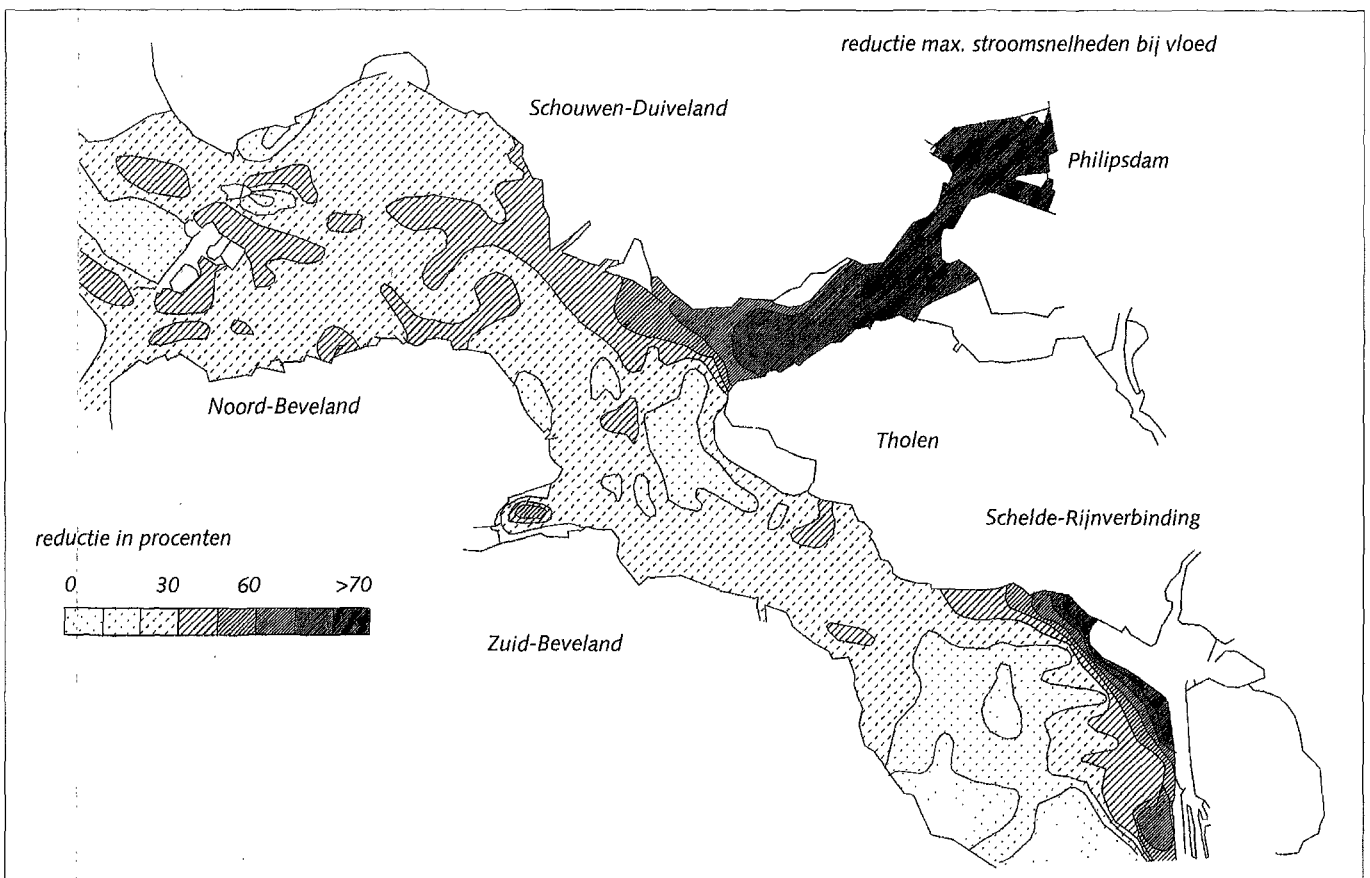 reductie max. stroomsnelheden bij vloed
Schouwen-Duiveland
Philipsdam
Noord-Beveland
Tholen
Schelde-Rijnverbinding
reductie in procenten
0 30 60 >70
Zuid-Beveland